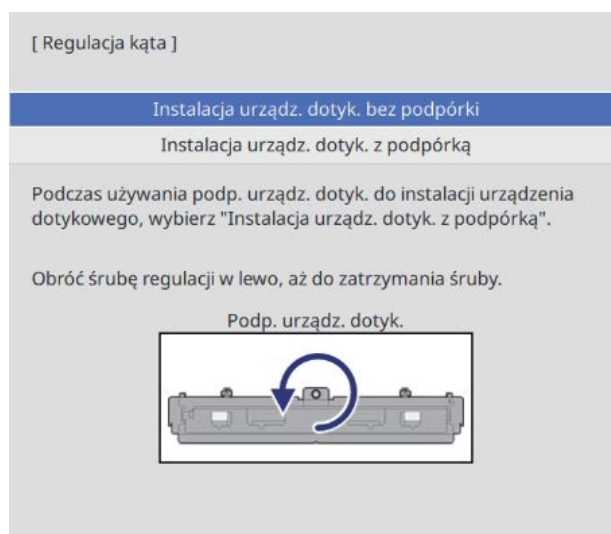 [ Regulacja kąta ]
Instalacja urządz. dotyk. bez podpórki
Instalacja urządz. dotyk. z podpórką
Podczas używania podp. urządz. dotyk. do instalacji urządzenia
dotykowego, wybierz "Instalacja urządz. dotyk. z podpórką".
Obróć śrubę regulacji w lewo, aż do zatrzymania śruby.
Podp. urządz. dotyk.